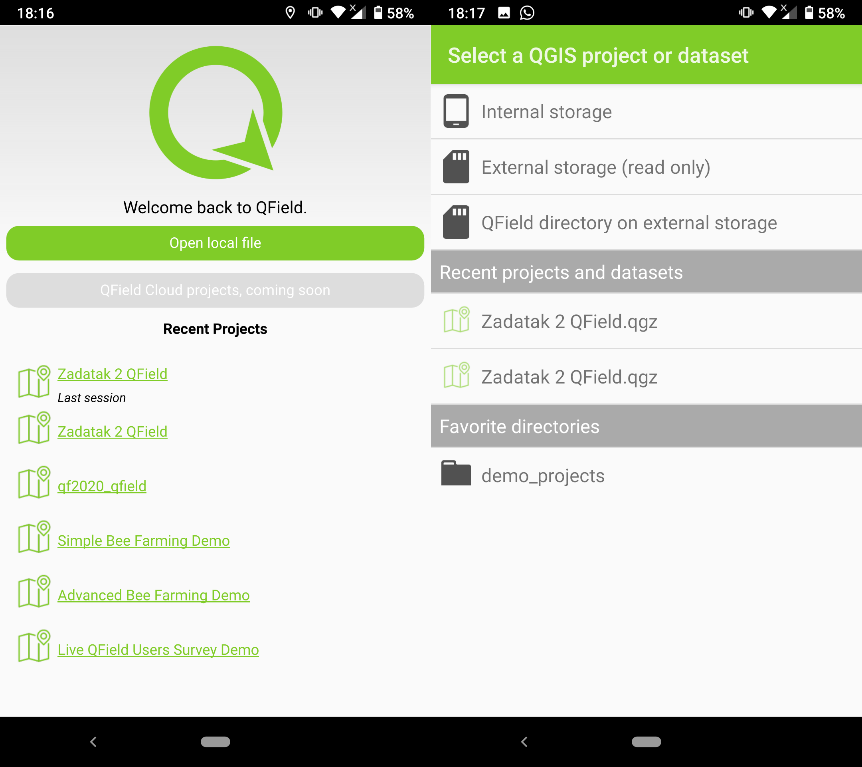 18:16
58%
Welcome back to QField.
Open local file
QField Cloud projects, coming soon
Recent Projects
Zadatak 2 QField
Last session
Zadatak 2 QField
qf2020_qfield
Simple Bee Farming Demo
Advanced Bee Farming Demo
Live QField Users Survey Demo
18:17
58%
Select a QGIS project or dataset
Internal storage
External storage (read only)
QField directory on external storage
Recent projects and datasets
Zadatak 2 QField.qgz
Zadatak 2 QField.qgz
Favorite directories
demo_projects